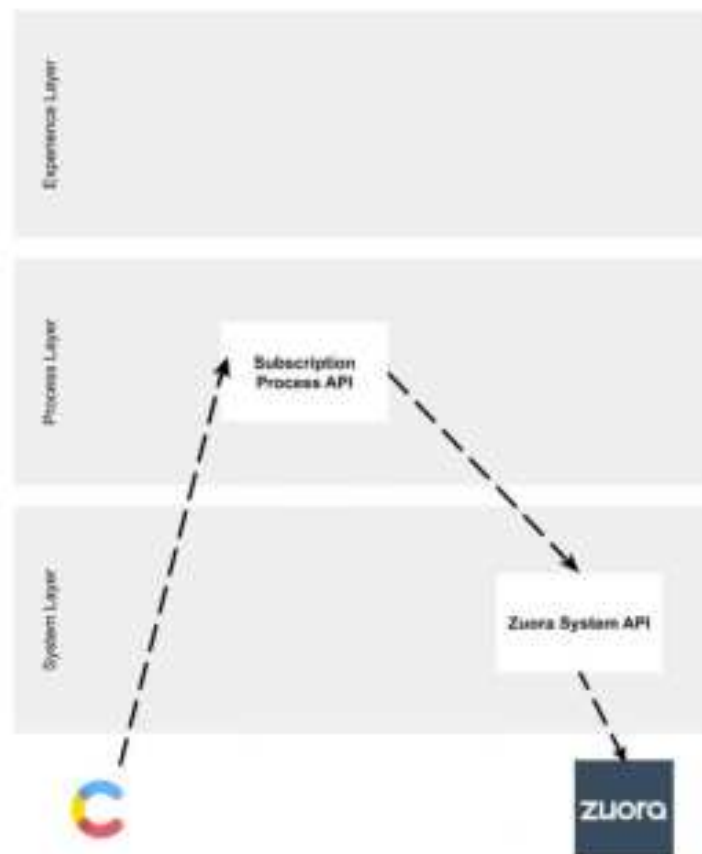 Experience Layer
Process Layer
Subscription
Process API
System Layer
Zuora System API
zuora